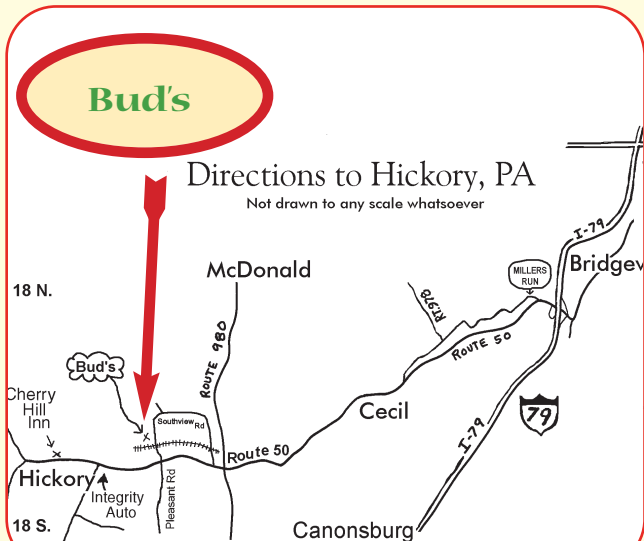 Bud's
Directions to Hickory, PA
Not drawn to any scale whatsoever
I-79
McDonald
MILLERS
RUN
Bridgev
18 N.
RT.978
ROUTE 980
ROUTE 50
Bud's
Cherry
Hill
Inn
Cecil
79
Southview Rd
I-79
Route 50
Hickory
Pleasant Rd
Integrity
Auto
18 S.
Canonsburg